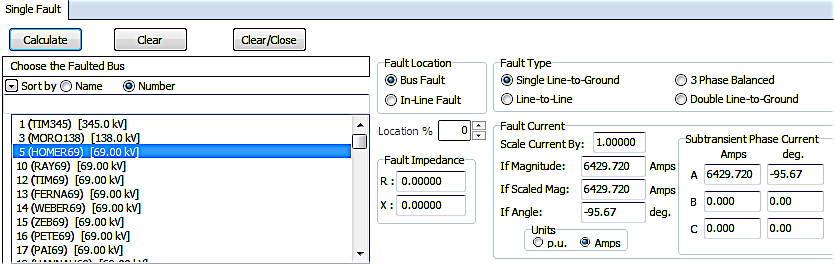 Single Fault
Calculate
Clear
Clear/Close
Choose the Faulted Bus
Sort by Name Number
1 (TIM345) [345.0 kV]
3 (MORO138) [138.0 kV]
5 (HOMER69) [69.00 kV]
10 (RAY69) [69.00 kV]
12 (TIM69) [69.00 kV]
13 (FERNA69) [69.00 kV]
14 (WEBER69) [69.00 kV]
15 (ZEB69) [69.00 kV]
16 (PETE69) [69.00 kV]
17 (PAI69) [69.00 kV]
Fault Location
Bus Fault
In-Line Fault
Location % 0
Fault Impedance
R : 0.00000
X : 0.00000
Fault Type
Single Line-to-Ground
3 Phase Balanced
Line-to-Line
Double Line-to-Ground
Fault Current
Scale Current By: 1.00000
If Magnitude: 6429.720 Amps
If Scaled Mag: 6429.720 Amps
If Angle: -95.67 deg.
Units
p.u. Amps
Subtransient Phase Current
Amps deg.
A 6429.720 -95.67
B 0.000 0.00
C 0.000 0.00